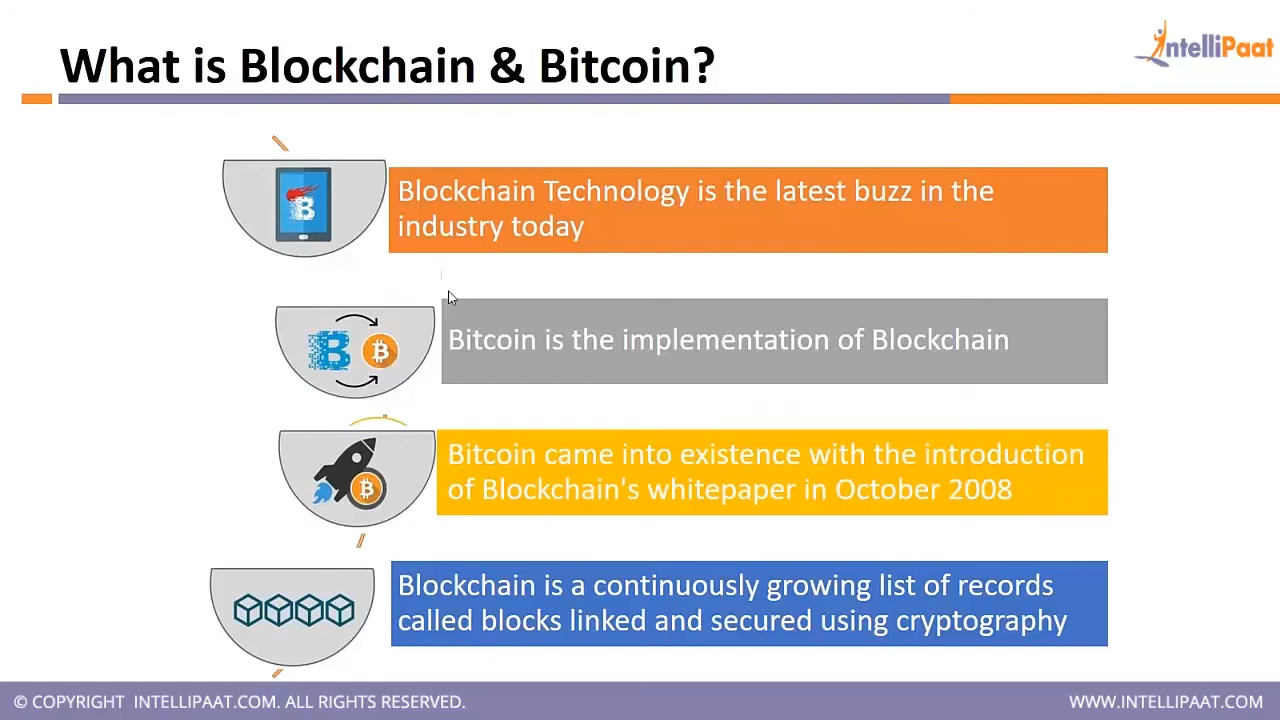 What is Blockchain & Bitcoin?
IntelliPaat
Blockchain Technology is the latest buzz in the
industry today
Bitcoin is the implementation of Blockchain
Bitcoin came into existence with the introduction
of Blockchain's whitepaper in October 2008
Blockchain is a continuously growing list of records
called blocks linked and secured using cryptography
© COPYRIGHT INTELLIPAAT.COM. ALL RIGHTS RESERVED.
WWW.INTELLIPAAT.COM